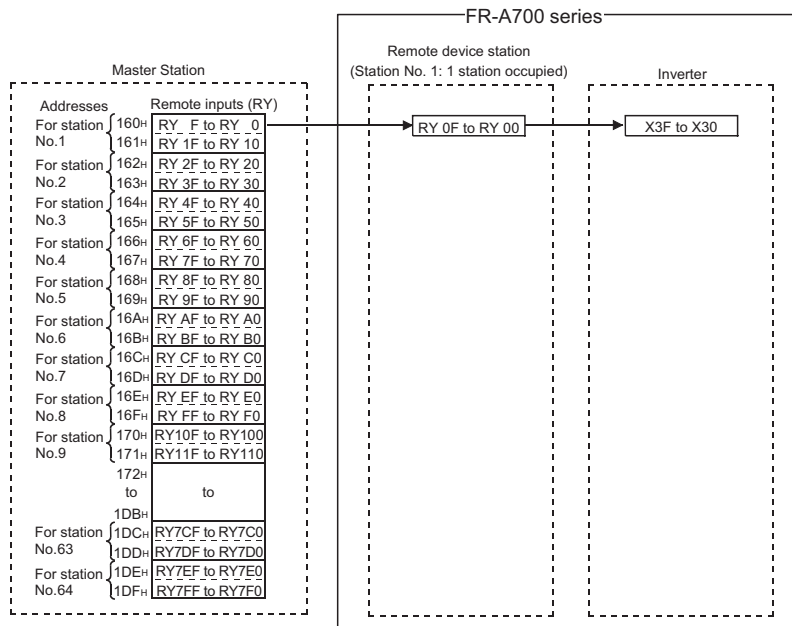 FR-A700 series
Remote device station
(Station No. 1: 1 station occupied)
Master Station
Inverter
Addresses
Remote inputs (RY)
For station No.1
160H RY F to RY 0
161H RY 1F to RY 10
RY 0F to RY 00
X3F to X30
For station No.2
162H RY 2F to RY 20
163H RY 3F to RY 30
For station No.3
164H RY 4F to RY 40
165H RY 5F to RY 50
For station No.4
166H RY 6F to RY 60
167H RY 7F to RY 70
For station No.5
168H RY 8F to RY 80
169H RY 9F to RY 90
For station No.6
16AH RY AF to RY A0
16BH RY BF to RY B0
For station No.7
16CH RY CF to RY C0
16DH RY DF to RY D0
For station No.8
16EH RY EF to RY E0
16FH RY FF to RY F0
For station No.9
170H RY10F to RY100
171H RY11F to RY110
172H
to to
1DBH
For station No.63
1DCH RY7CF to RY7C0
1DDH RY7DF to RY7D0
For station No.64
1DEH RY7EF to RY7E0
1DFH RY7FF to RY7F0